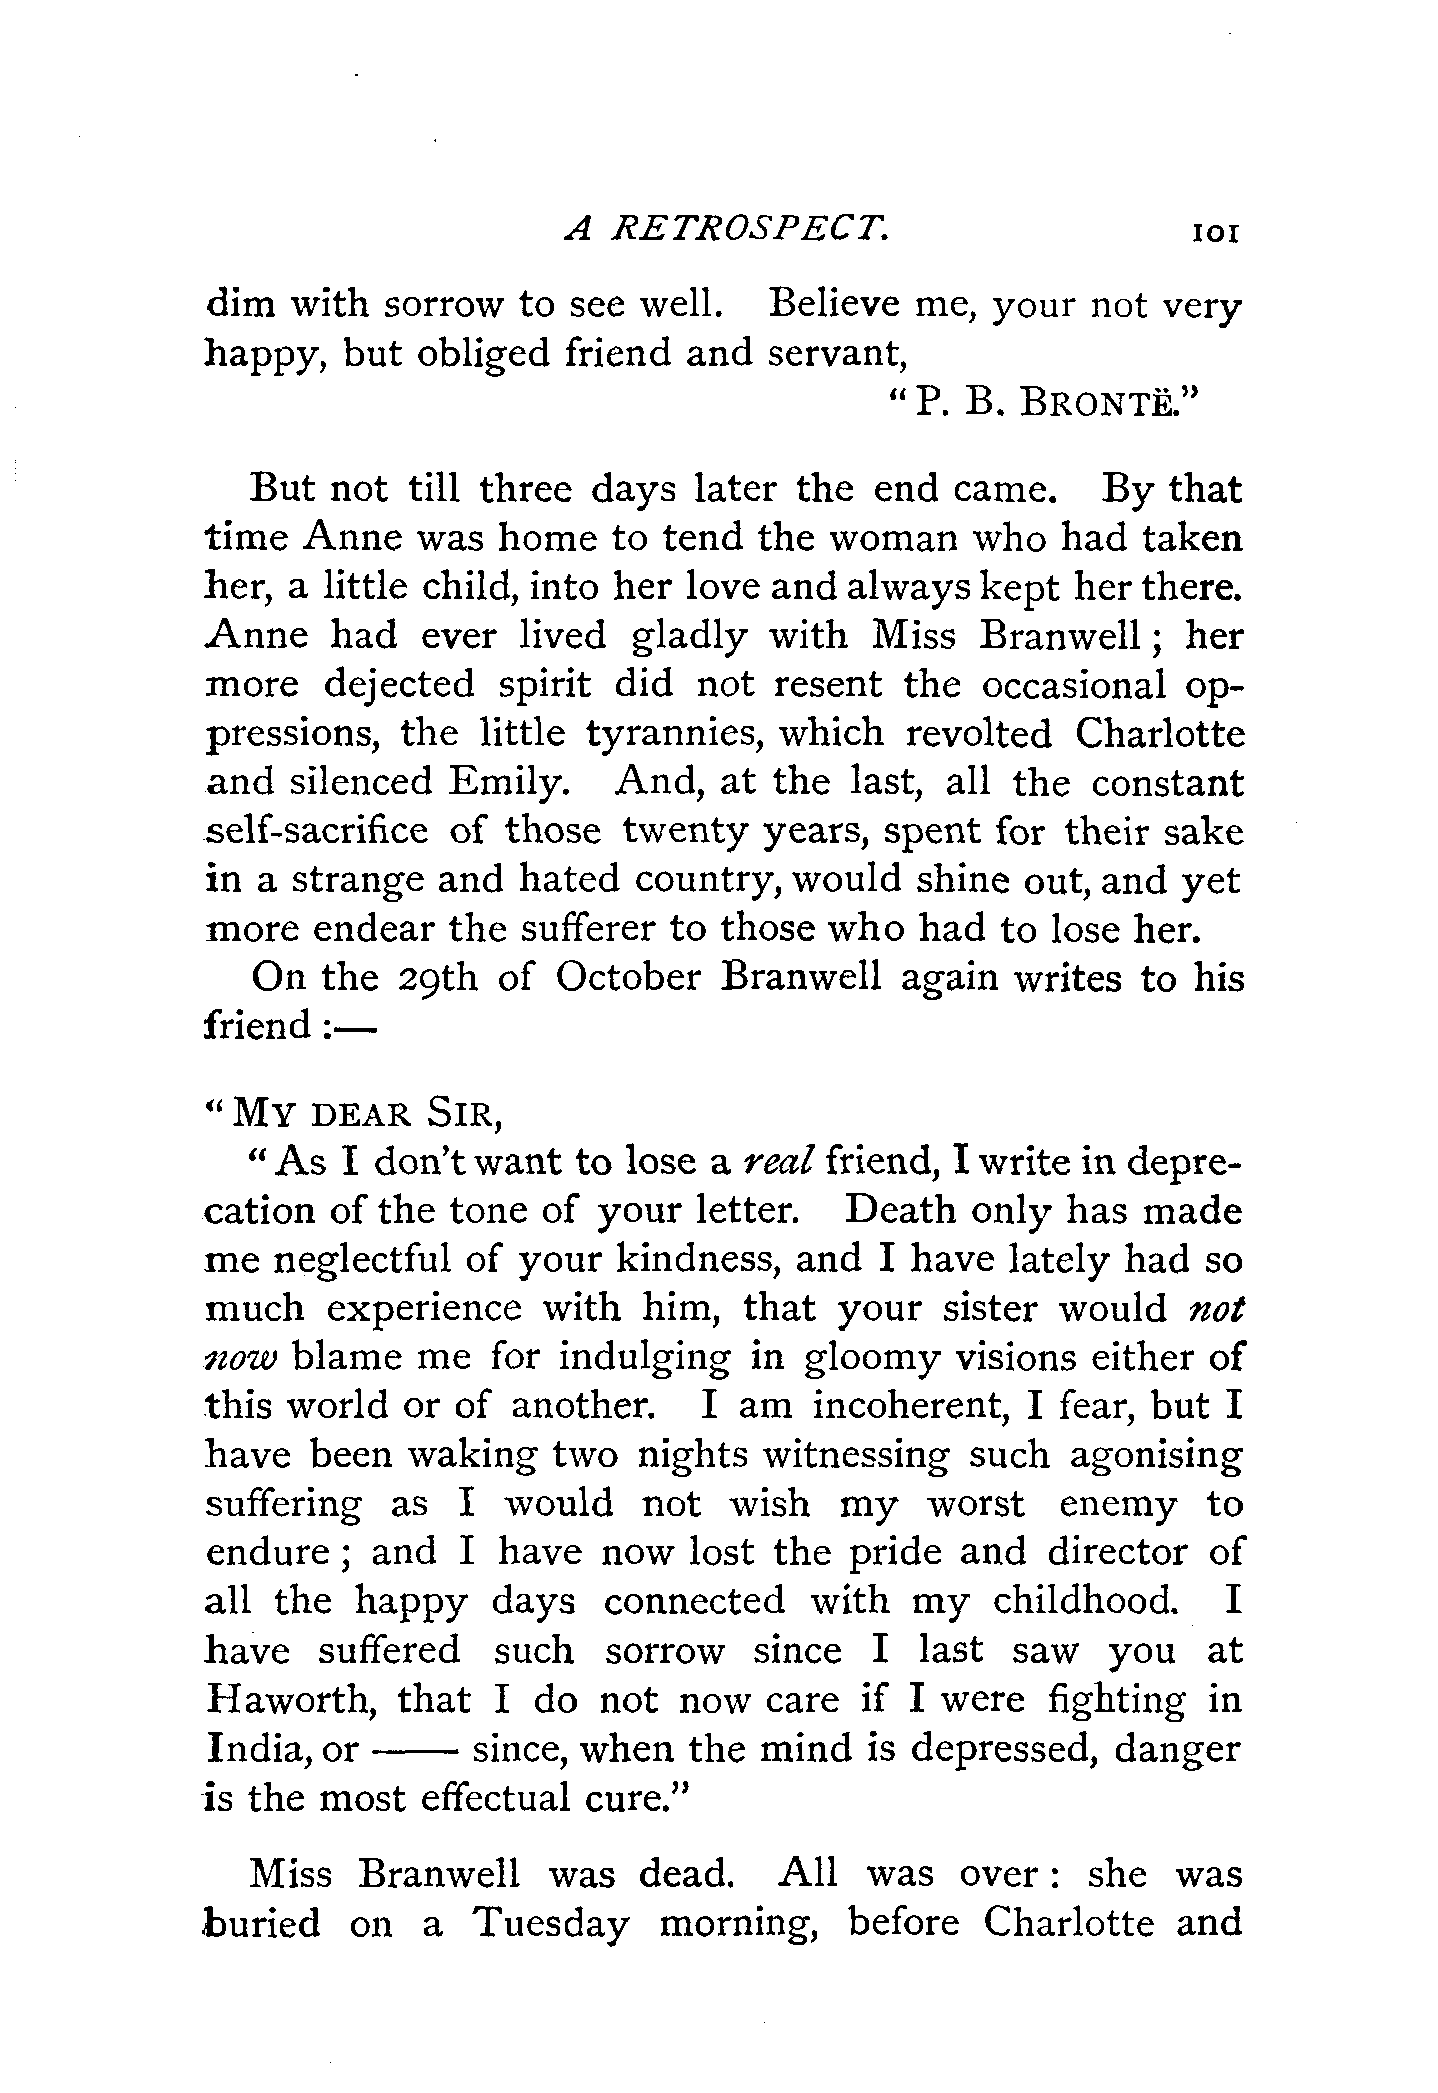 A RETROSPECT. 101
dim with sorrow to see well. Believe me, your not very
happy, but obliged friend and servant,
“ P. B. BRONTË.”
But not till three days later the end came. By that
time Anne was home to tend the woman who had taken
her, a little child, into her love and always kept her there.
Anne had ever lived gladly with Miss Branwell ; her
more dejected spirit did not resent the occasional op-
pressions, the little tyrannies, which revolted Charlotte
and silenced Emily. And, at the last, all the constant
self-sacrifice of those twenty years, spent for their sake
in a strange and hated country, would shine out, and yet
more endear the sufferer to those who had to lose her.
On the 29th of October Branwell again writes to his
friend :—
“ MY DEAR SIR,
“ As I don’t want to lose a real friend, I write in depre-
cation of the tone of your letter. Death only has made
me neglectful of your kindness, and I have lately had so
much experience with him, that your sister would not
now blame me for indulging in gloomy visions either of
this world or of another. I am incoherent, I fear, but I
have been waking two nights witnessing such agonising
suffering as I would not wish my worst enemy to
endure ; and I have now lost the pride and director of
all the happy days connected with my childhood. I
have suffered such sorrow since I last saw you at
Haworth, that I do not now care if I were fighting in
India, or —— since, when the mind is depressed, danger
is the most effectual cure.”
Miss Branwell was dead. All was over : she was
buried on a Tuesday morning, before Charlotte and